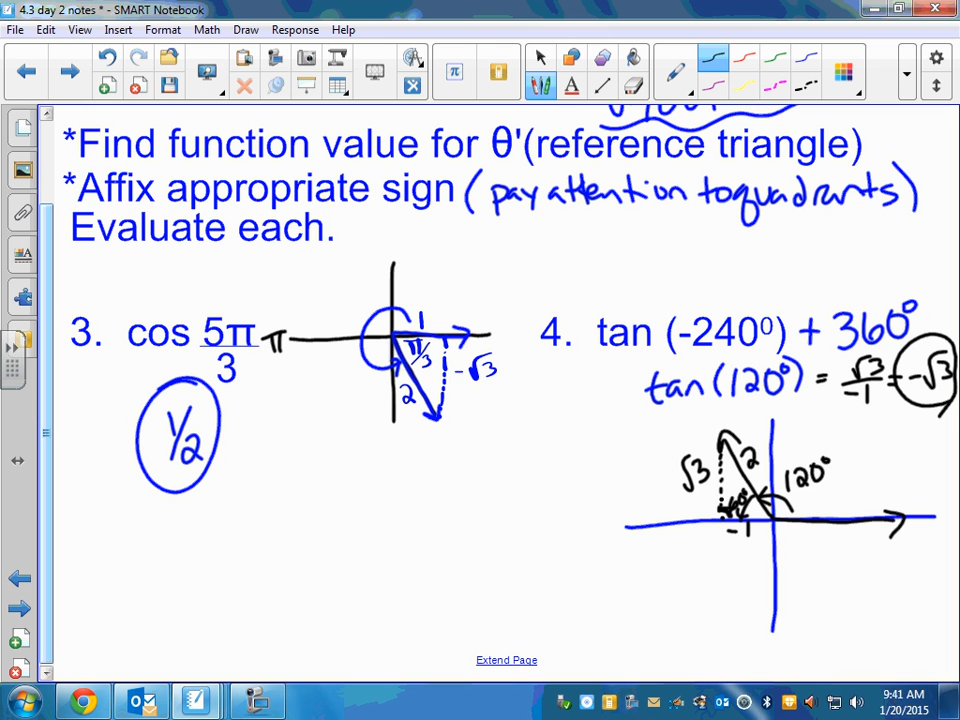 4.3 day 2 notes * - SMART Notebook
File Edit View Insert Format Math Draw Response Help
*Find function value for θ'(reference triangle)
*Affix appropriate sign (pay attention to quadrants)
Evaluate each.
3. cos 5π
3
π
1
π/3
-√3
2
1/2
4. tan (-240⁰) + 360°
tan(120°) = √3/-1 = -√3
√3
2
120°
60°
-1
Extend Page
9:41 AM
1/20/2015